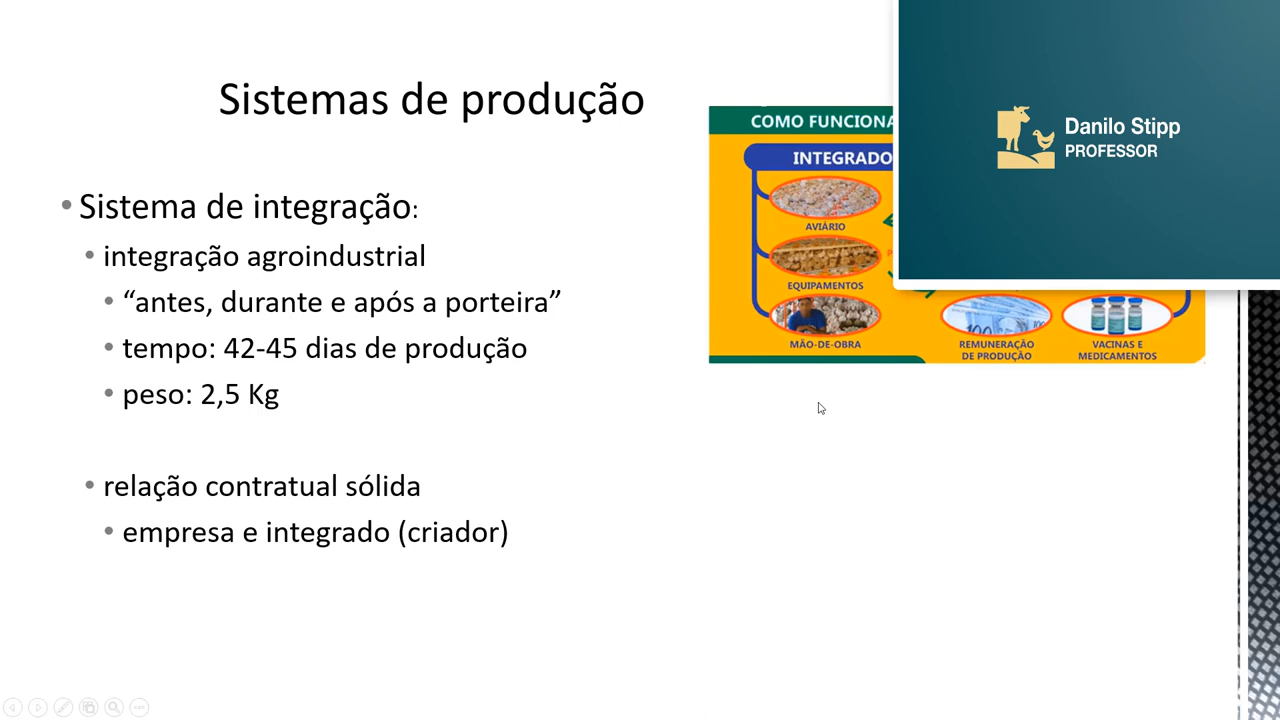 Sistemas de produção
• Sistema de integração:
• integração agroindustrial
• “antes, durante e após a porteira”
• tempo: 42-45 dias de produção
• peso: 2,5 Kg
• relação contratual sólida
• empresa e integrado (criador)
COMO FUNCIONA
INTEGRADO
AVIÁRIO
EQUIPAMENTOS
MÃO-DE-OBRA
REMUNERAÇÃO
DE PRODUÇÃO
VACINAS E
MEDICAMENTOS
Danilo Stipp
PROFESSOR